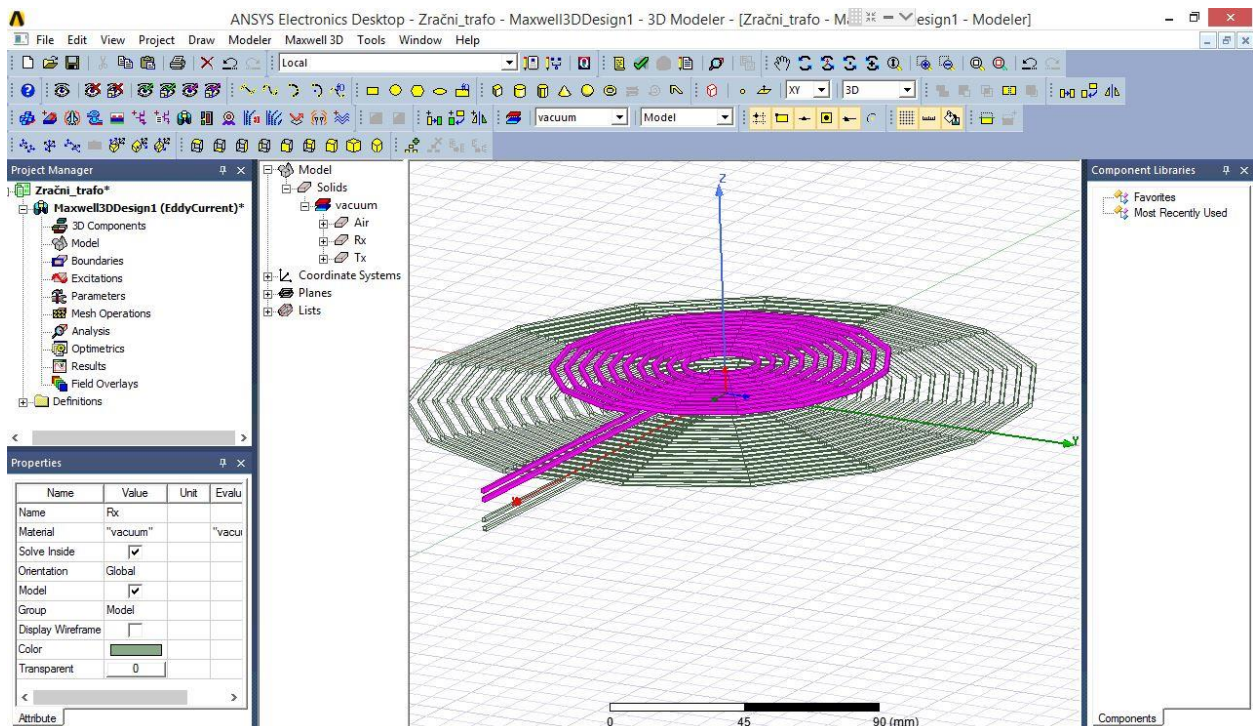 ANSYS Electronics Desktop - Zračni_trafo - Maxwell3DDesign1 - 3D Modeler - [Zračni_trafo - M esign1 - Modeler]
File Edit View Project Draw Modeler Maxwell 3D Tools Window Help
Local
XY 3D
vacuum Model
Project Manager
Zračni_trafo*
Maxwell3DDesign1 (EddyCurrent)*
3D Components
Model
Boundaries
Excitations
Parameters
Mesh Operations
Analysis
Optimetrics
Results
Field Overlays
Definitions
Properties
Name Value Unit Evalu
Name Rx
Material "vacuum" "vacu
Solve Inside
Orientation Global
Model
Group Model
Display Wireframe
Color
Transparent 0
Attribute
Model
Solids
vacuum
Air
Rx
Tx
Coordinate Systems
Planes
Lists
Z
Y
0 45 90 (mm)
Component Libraries
Favorites
Most Recently Used
Components